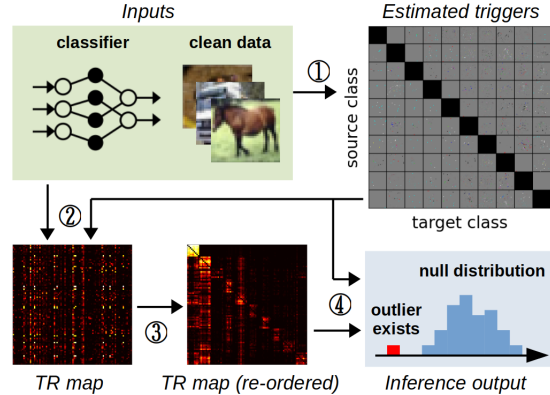 Inputs
Estimated triggers
classifier
clean data
①
source class
target class
②
③
④
null distribution
outlier
exists
TR map
TR map (re-ordered)
Inference output